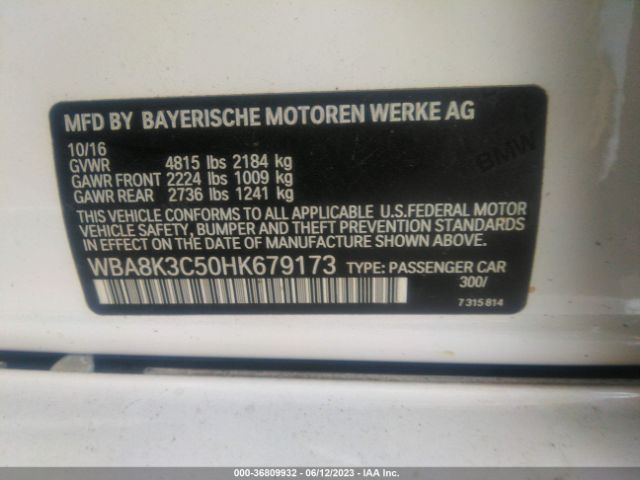 MFD BY BAYERISCHE MOTOREN WERKE AG
10/16
GVWR 4815 lbs 2184 kg
GAWR FRONT 2224 lbs 1009 kg
GAWR REAR 2736 lbs 1241 kg
BMW
THIS VEHICLE CONFORMS TO ALL APPLICABLE U.S.FEDERAL MOTOR
VEHICLE SAFETY, BUMPER AND THEFT PREVENTION STANDARDS
IN EFFECT ON THE DATE OF MANUFACTURE SHOWN ABOVE.
WBA8K3C50HK679173 TYPE: PASSENGER CAR
300/
7 315 814
000-36809932 - 06/12/2023 - IAA Inc.